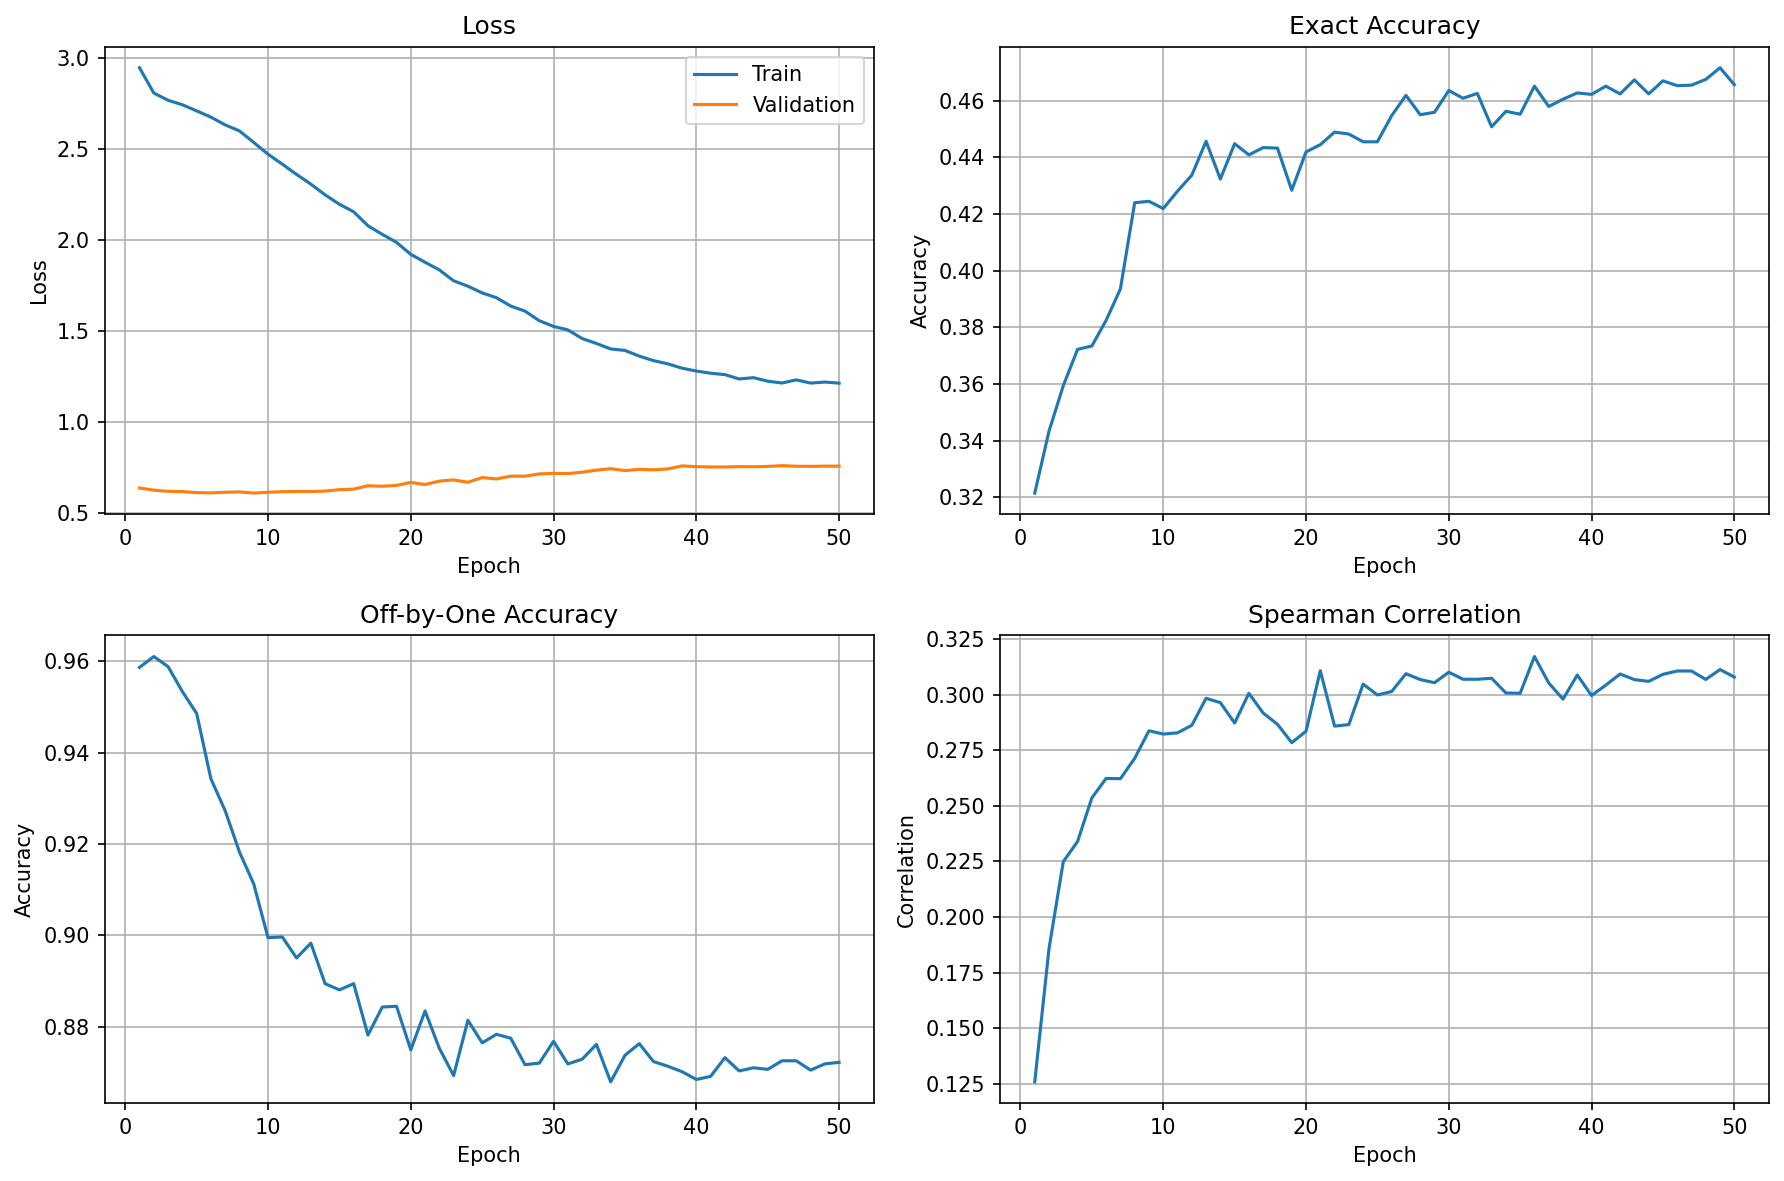 Loss
3.0
2.5
2.0
1.5
1.0
0.5
Loss
Train
Validation
0 10 20 30 40 50
Epoch
Exact Accuracy
0.46
0.44
0.42
0.40
0.38
0.36
0.34
0.32
Accuracy
0 10 20 30 40 50
Epoch
Off-by-One Accuracy
0.96
0.94
0.92
0.90
0.88
Accuracy
0 10 20 30 40 50
Epoch
Spearman Correlation
0.325
0.300
0.275
0.250
0.225
0.200
0.175
0.150
0.125
Correlation
0 10 20 30 40 50
Epoch